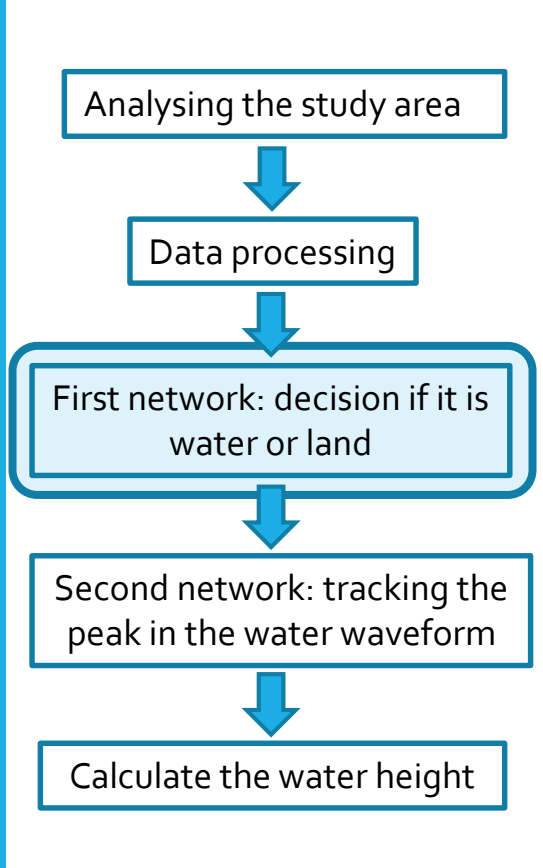 Analysing the study area
Data processing
First network: decision if it is
water or land
Second network: tracking the
peak in the water waveform
Calculate the water height